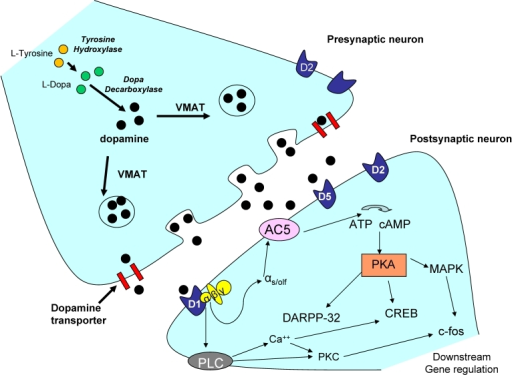 Tyrosine
Hydroxylase
L-Tyrosine
L-Dopa
Dopa
Decarboxylase
VMAT
dopamine
VMAT
Dopamine
transporter
Presynaptic neuron
D2
Postsynaptic neuron
D2
D5
AC5
ATP cAMP
PKA
MAPK
αs/olf
D1
α β γ
DARPP-32
CREB
c-fos
Ca++
PKC
PLC
Downstream
Gene regulation